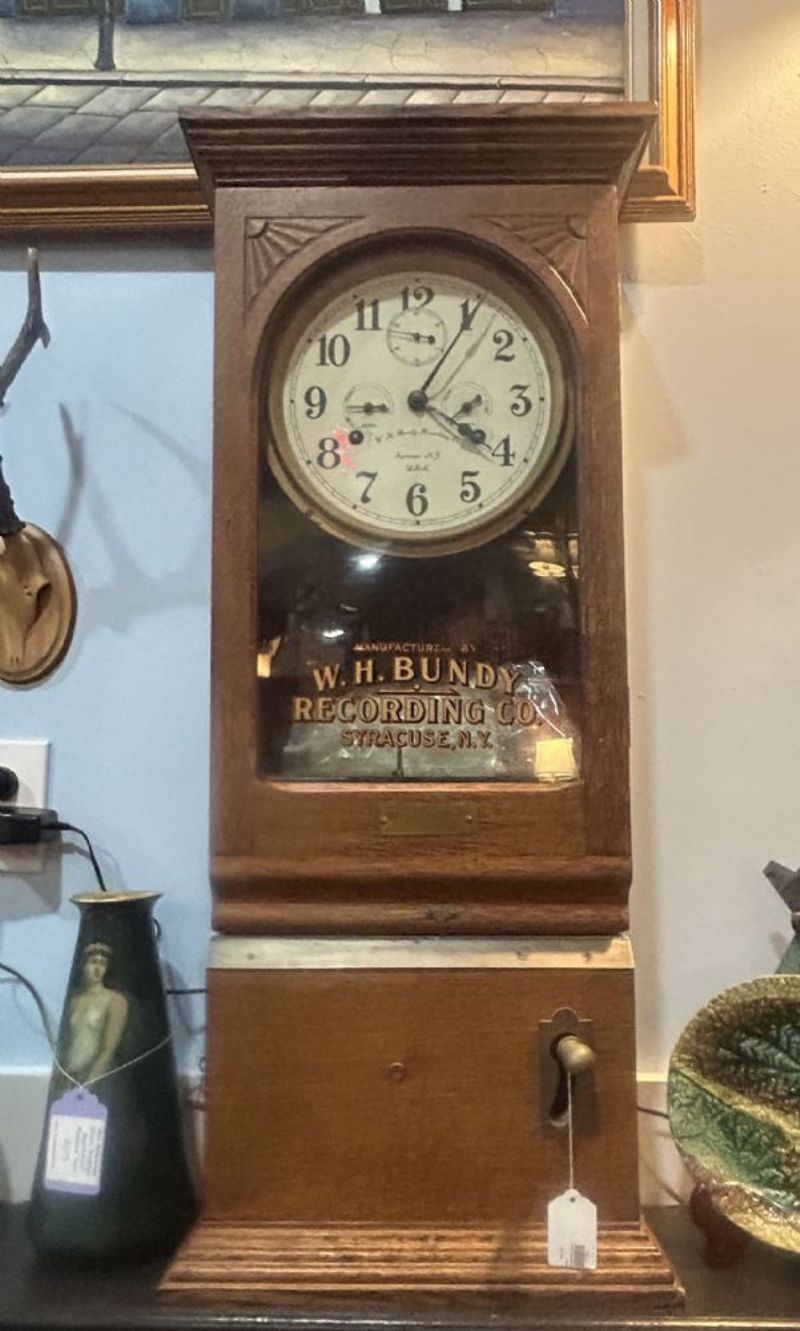 12
11 1
10 2
9 3
8 4
7 5
6
MANUFACTURED BY
W. H. BUNDY
RECORDING CO.
SYRACUSE, N.Y.